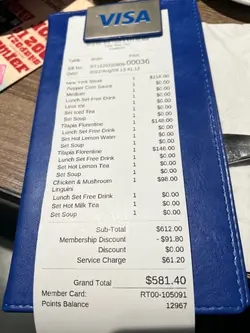 VISA
Table:
Bill No: RT-12220809-00036
Date:
New York Steak 1 $118.00
Pepper Corn Sauce 1 $0.00
Medium 1 $0.00
Lunch Set Free Drink 1 $0.00
Less Ice 1 $0.00
Set Iced Tea 1 $0.00
Set Soup 1 $0.00
Tilapia Florentine 1 $148.00
Lunch Set Free Drink 1 $0.00
Set Hot Lemon Water 1 $0.00
Set Soup 1 $0.00
Tilapia Florentine 1 $148.00
Lunch Set Free Drink 1 $0.00
Set Hot Lemon Tea 1 $0.00
Set Soup 1 $0.00
Chicken & Mushroom 1 $98.00
Linguini
Lunch Set Free Drink 1 $0.00
Set Hot Milk Tea 1 $0.00
Set Soup 1 $0.00
Sub-Total $612.00
Membership Discount - $91.80
Discount $0.00
Service Charge $61.20
Grand Total $581.40
Member Card: RT00-105091
Points Balance 12967